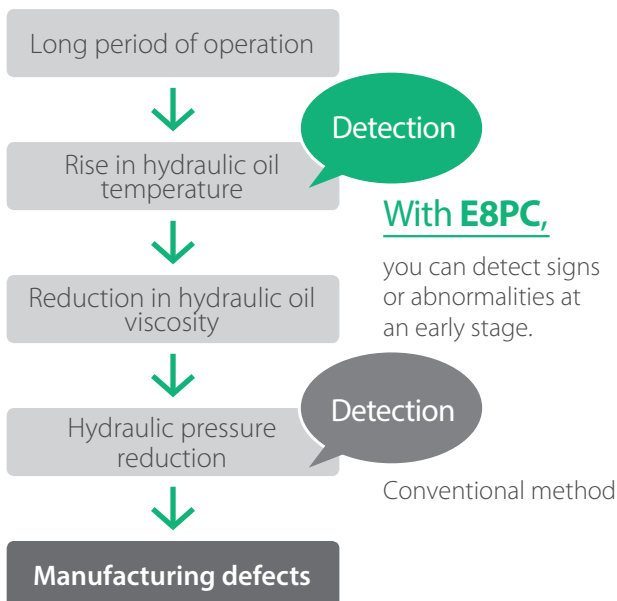 Long period of operation
Detection
Rise in hydraulic oil
temperature
With E8PC,
you can detect signs
or abnormalities at
an early stage.
Reduction in hydraulic oil
viscosity
Detection
Hydraulic pressure
reduction
Conventional method
Manufacturing defects